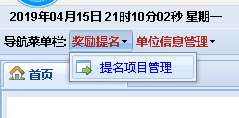 2019年04月15日 21时10分02秒 星期一
导航菜单栏: 奖励提名 单位信息管理
提名项目管理
首页